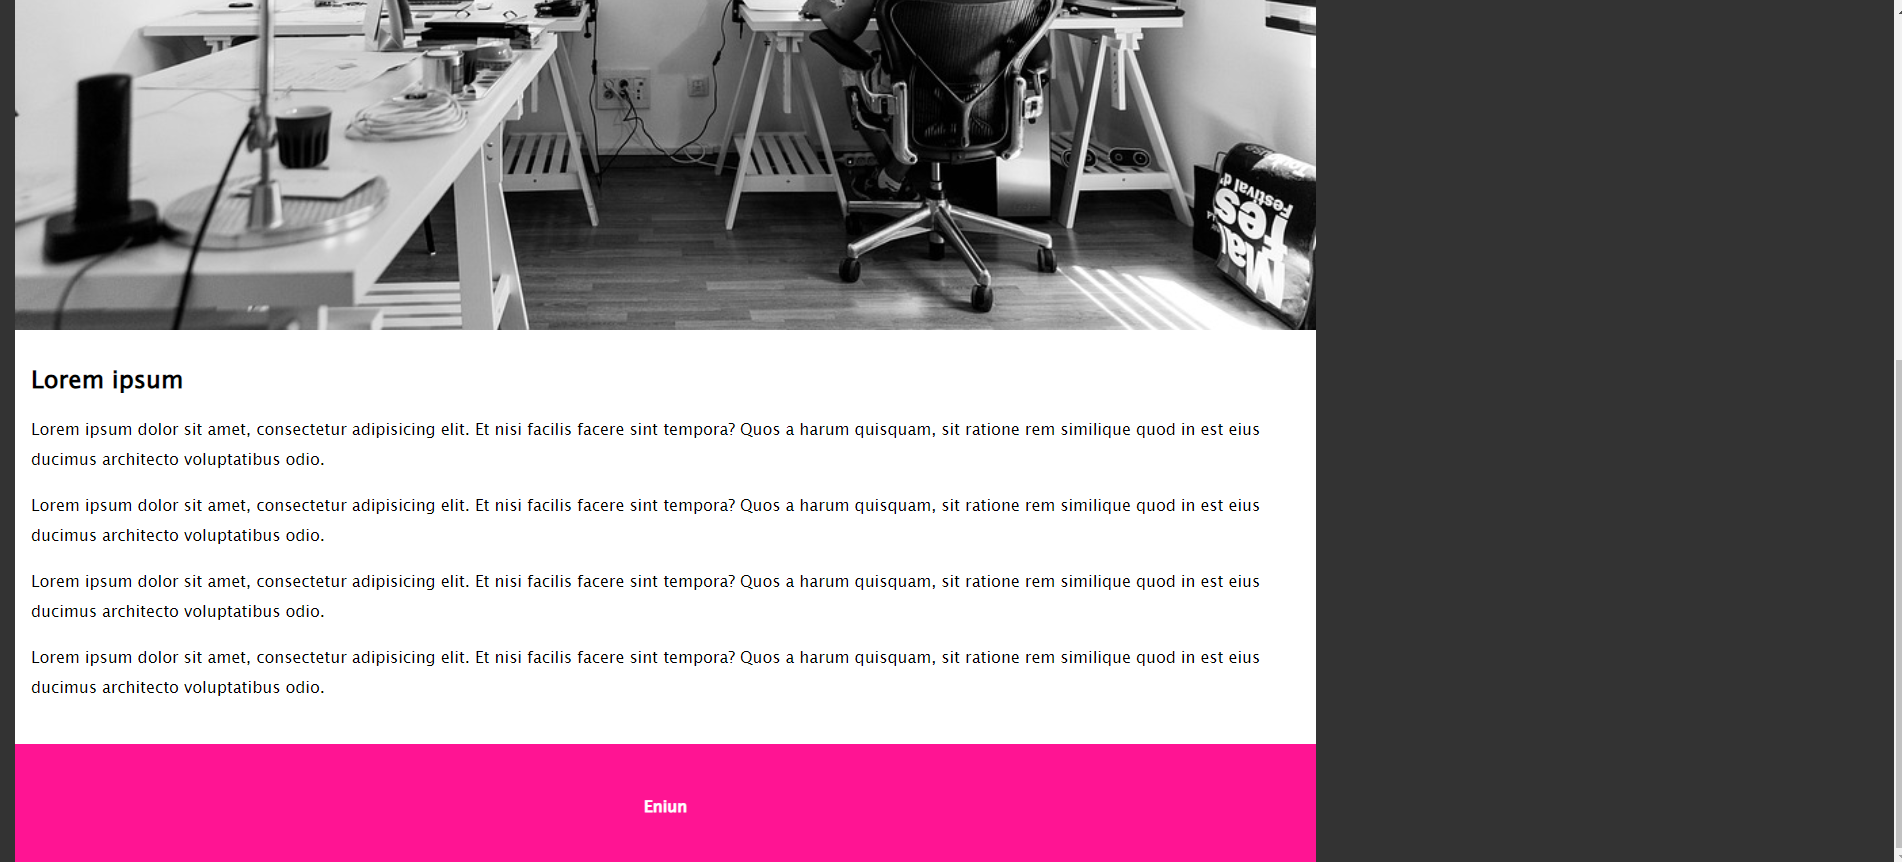 Festival d'
fes
Lorem ipsum
Lorem ipsum dolor sit amet, consectetur adipisicing elit. Et nisi facilis facere sint tempora? Quos a harum quisquam, sit ratione rem similique quod in est eius
ducimus architecto voluptatibus odio.
Lorem ipsum dolor sit amet, consectetur adipisicing elit. Et nisi facilis facere sint tempora? Quos a harum quisquam, sit ratione rem similique quod in est eius
ducimus architecto voluptatibus odio.
Lorem ipsum dolor sit amet, consectetur adipisicing elit. Et nisi facilis facere sint tempora? Quos a harum quisquam, sit ratione rem similique quod in est eius
ducimus architecto voluptatibus odio.
Lorem ipsum dolor sit amet, consectetur adipisicing elit. Et nisi facilis facere sint tempora? Quos a harum quisquam, sit ratione rem similique quod in est eius
ducimus architecto voluptatibus odio.
Eniun